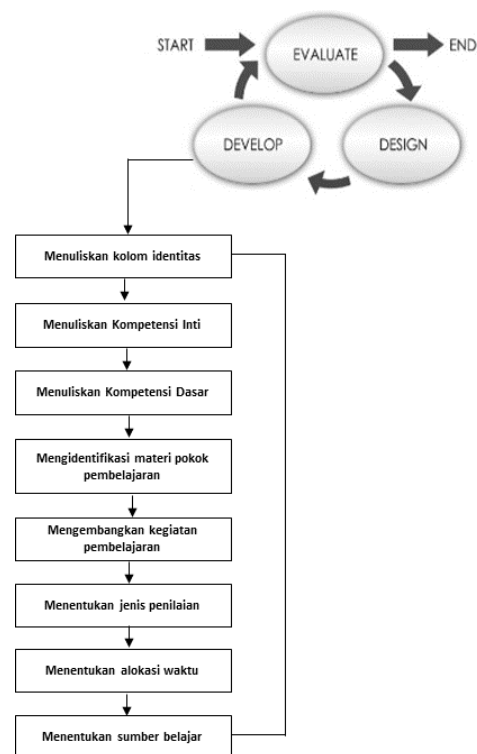 START
EVALUATE
END
DEVELOP
DESIGN
Menuliskan kolom identitas
Menuliskan Kompetensi Inti
Menuliskan Kompetensi Dasar
Mengidentifikasi materi pokok
pembelajaran
Mengembangkan kegiatan
pembelajaran
Menentukan jenis penilaian
Menentukan alokasi waktu
Menentukan sumber belajar